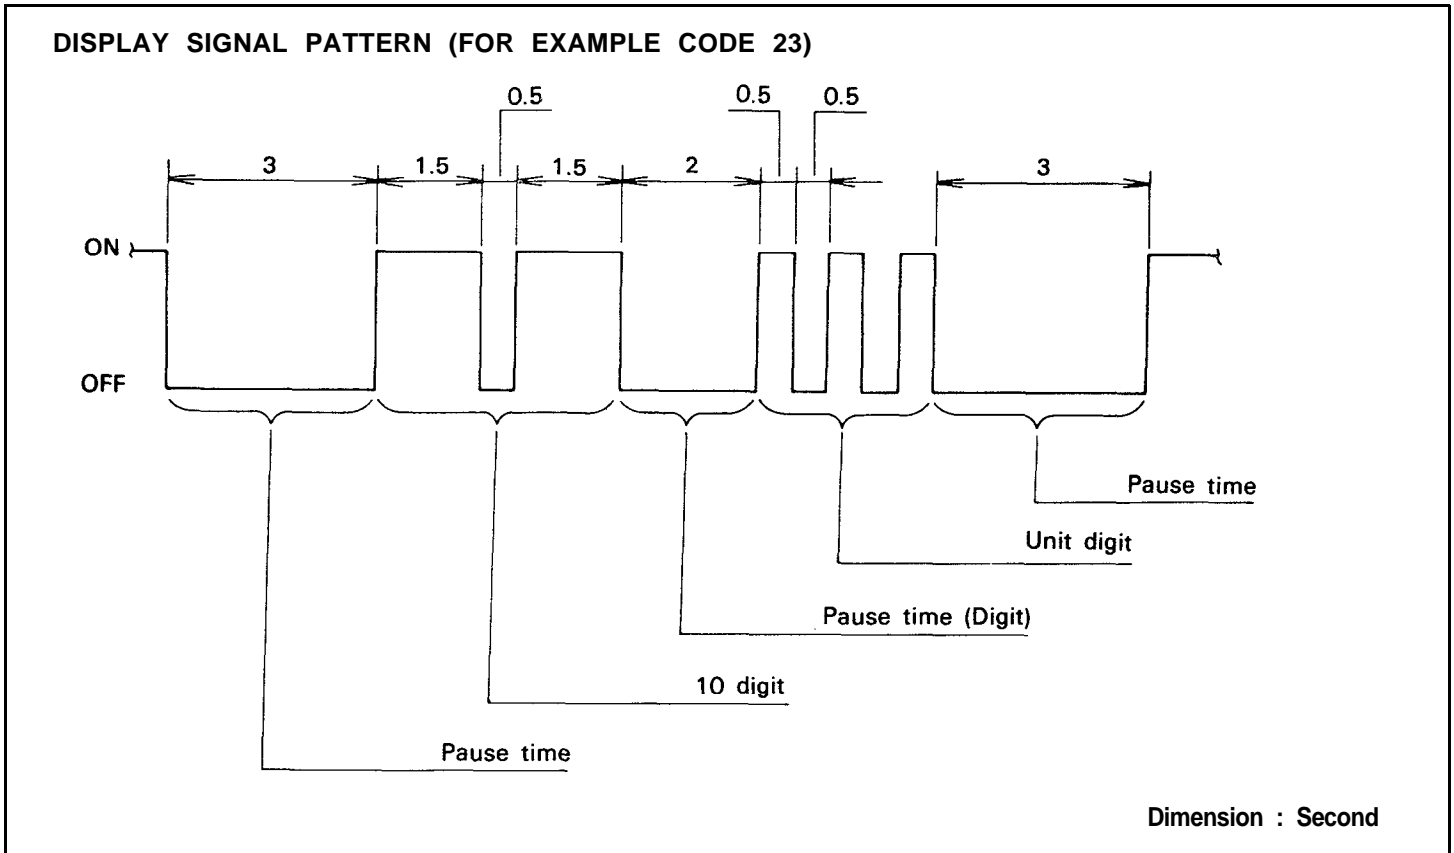 DISPLAY SIGNAL PATTERN (FOR EXAMPLE CODE 23)
0.5 0.5 0.5
3 1.5 1.5 2 3
ON
OFF
Pause time
Unit digit
Pause time (Digit)
10 digit
Pause time
Dimension : Second